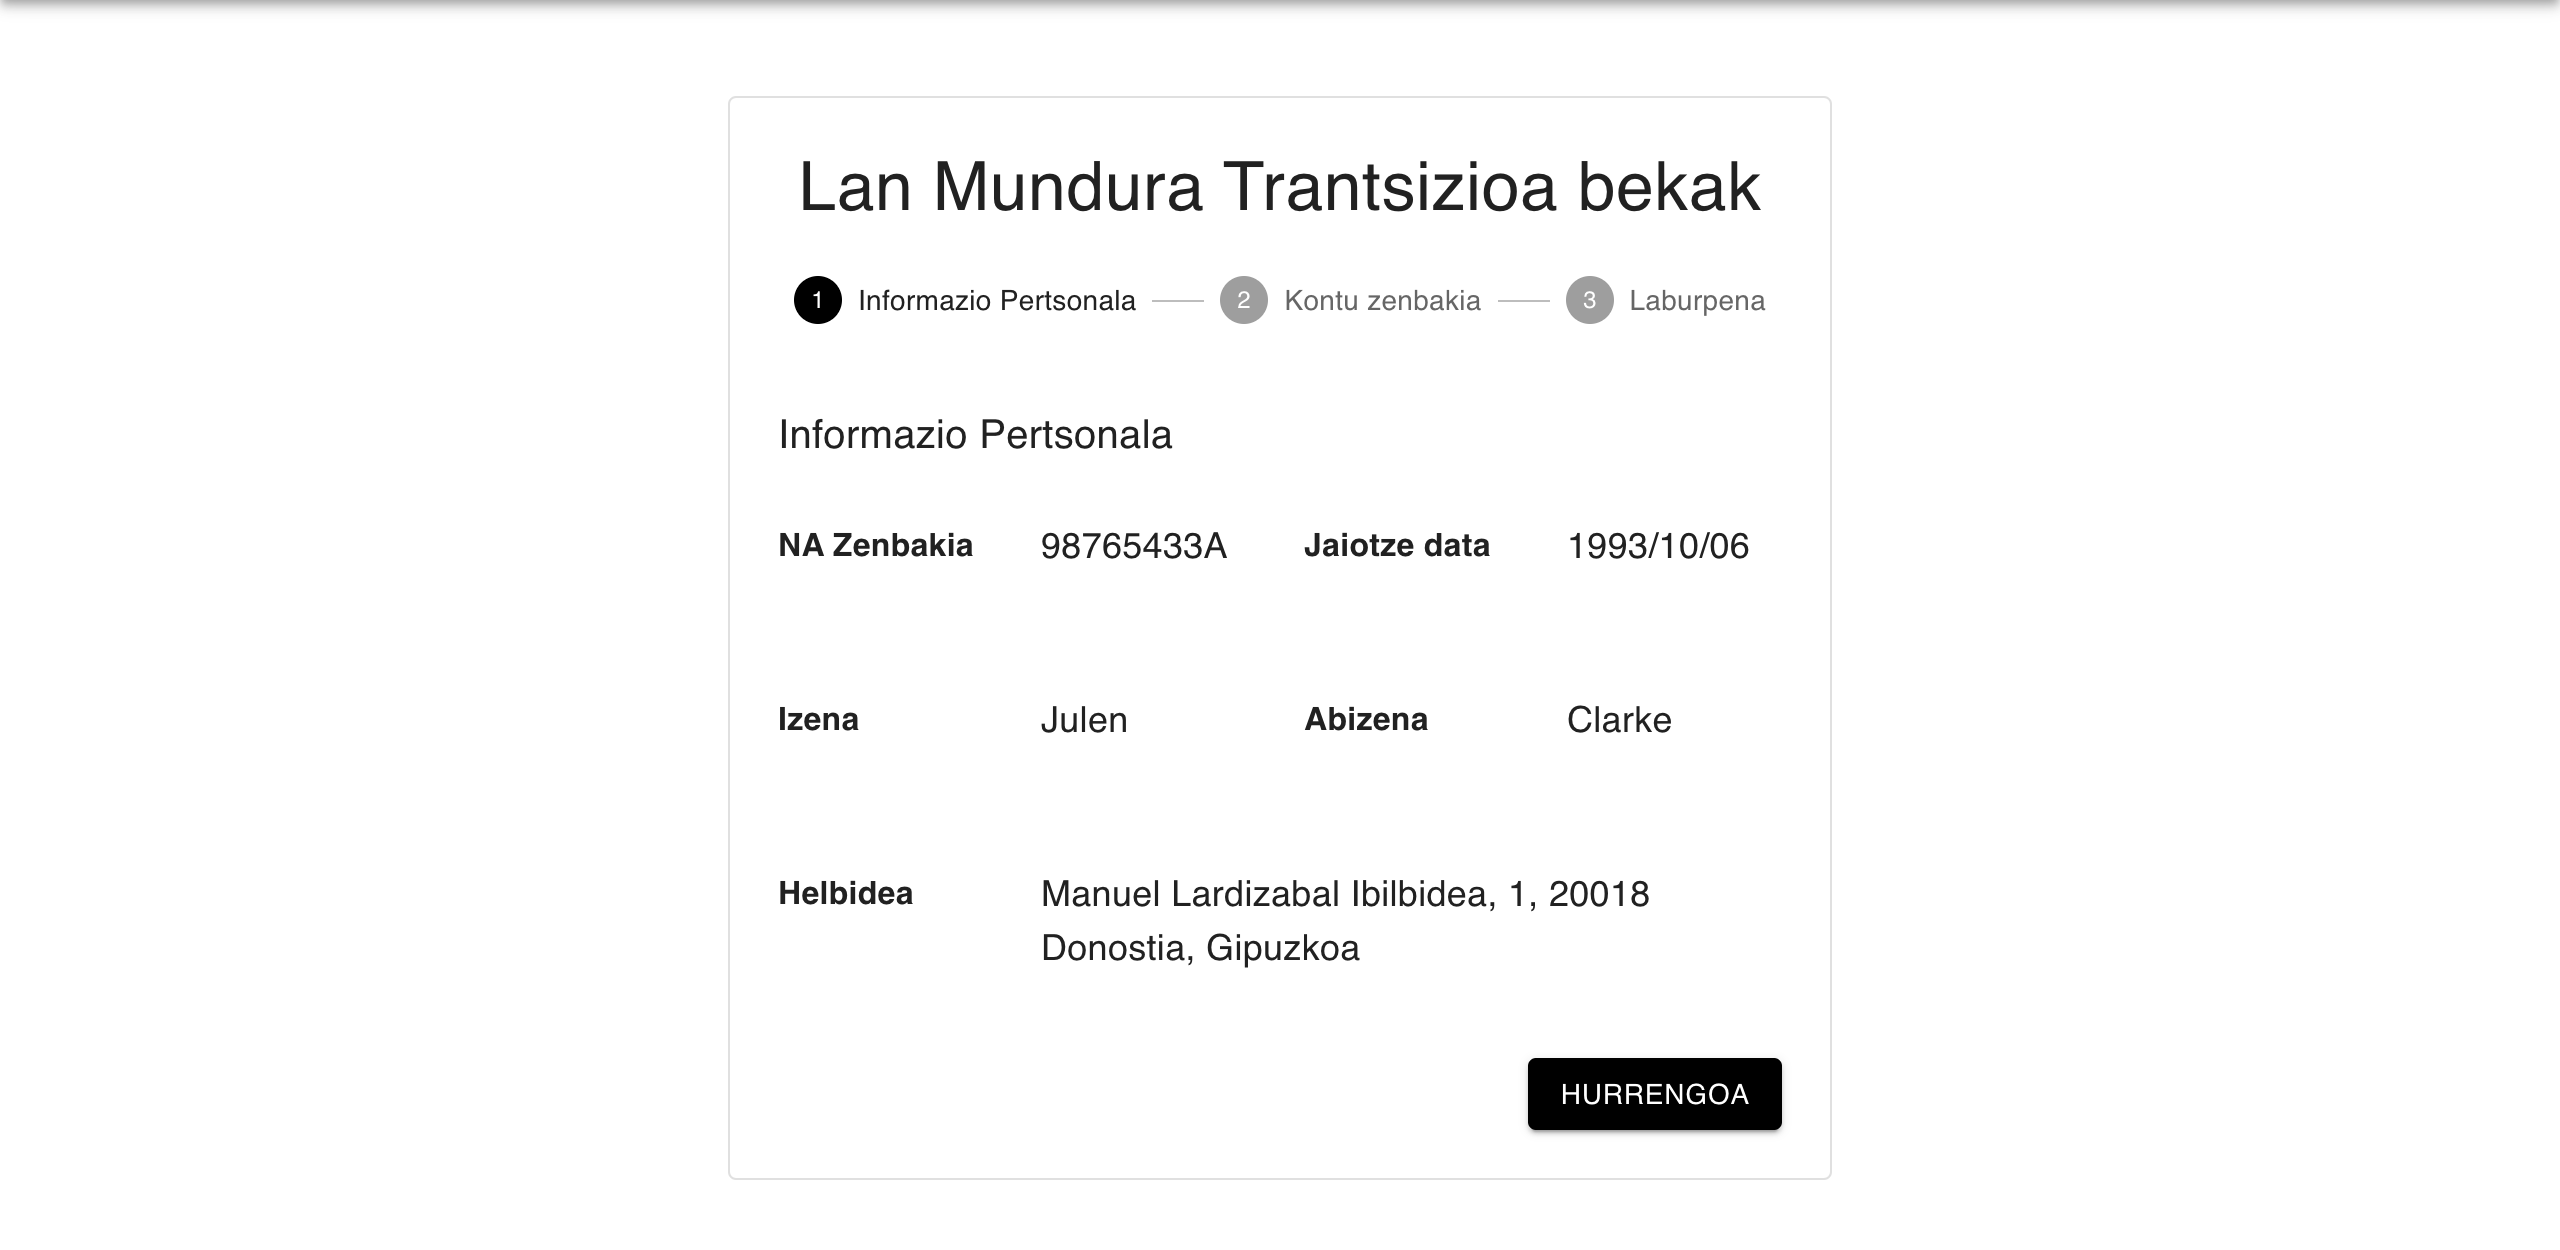 Lan Mundura Trantsizioa bekak
1 Informazio Pertsonala 2 Kontu zenbakia 3 Laburpena
Informazio Pertsonala
NA Zenbakia 98765433A Jaiotze data 1993/10/06
Izena Julen Abizena Clarke
Helbidea Manuel Lardizabal Ibilbidea, 1, 20018
Donostia, Gipuzkoa
HURRENGOA